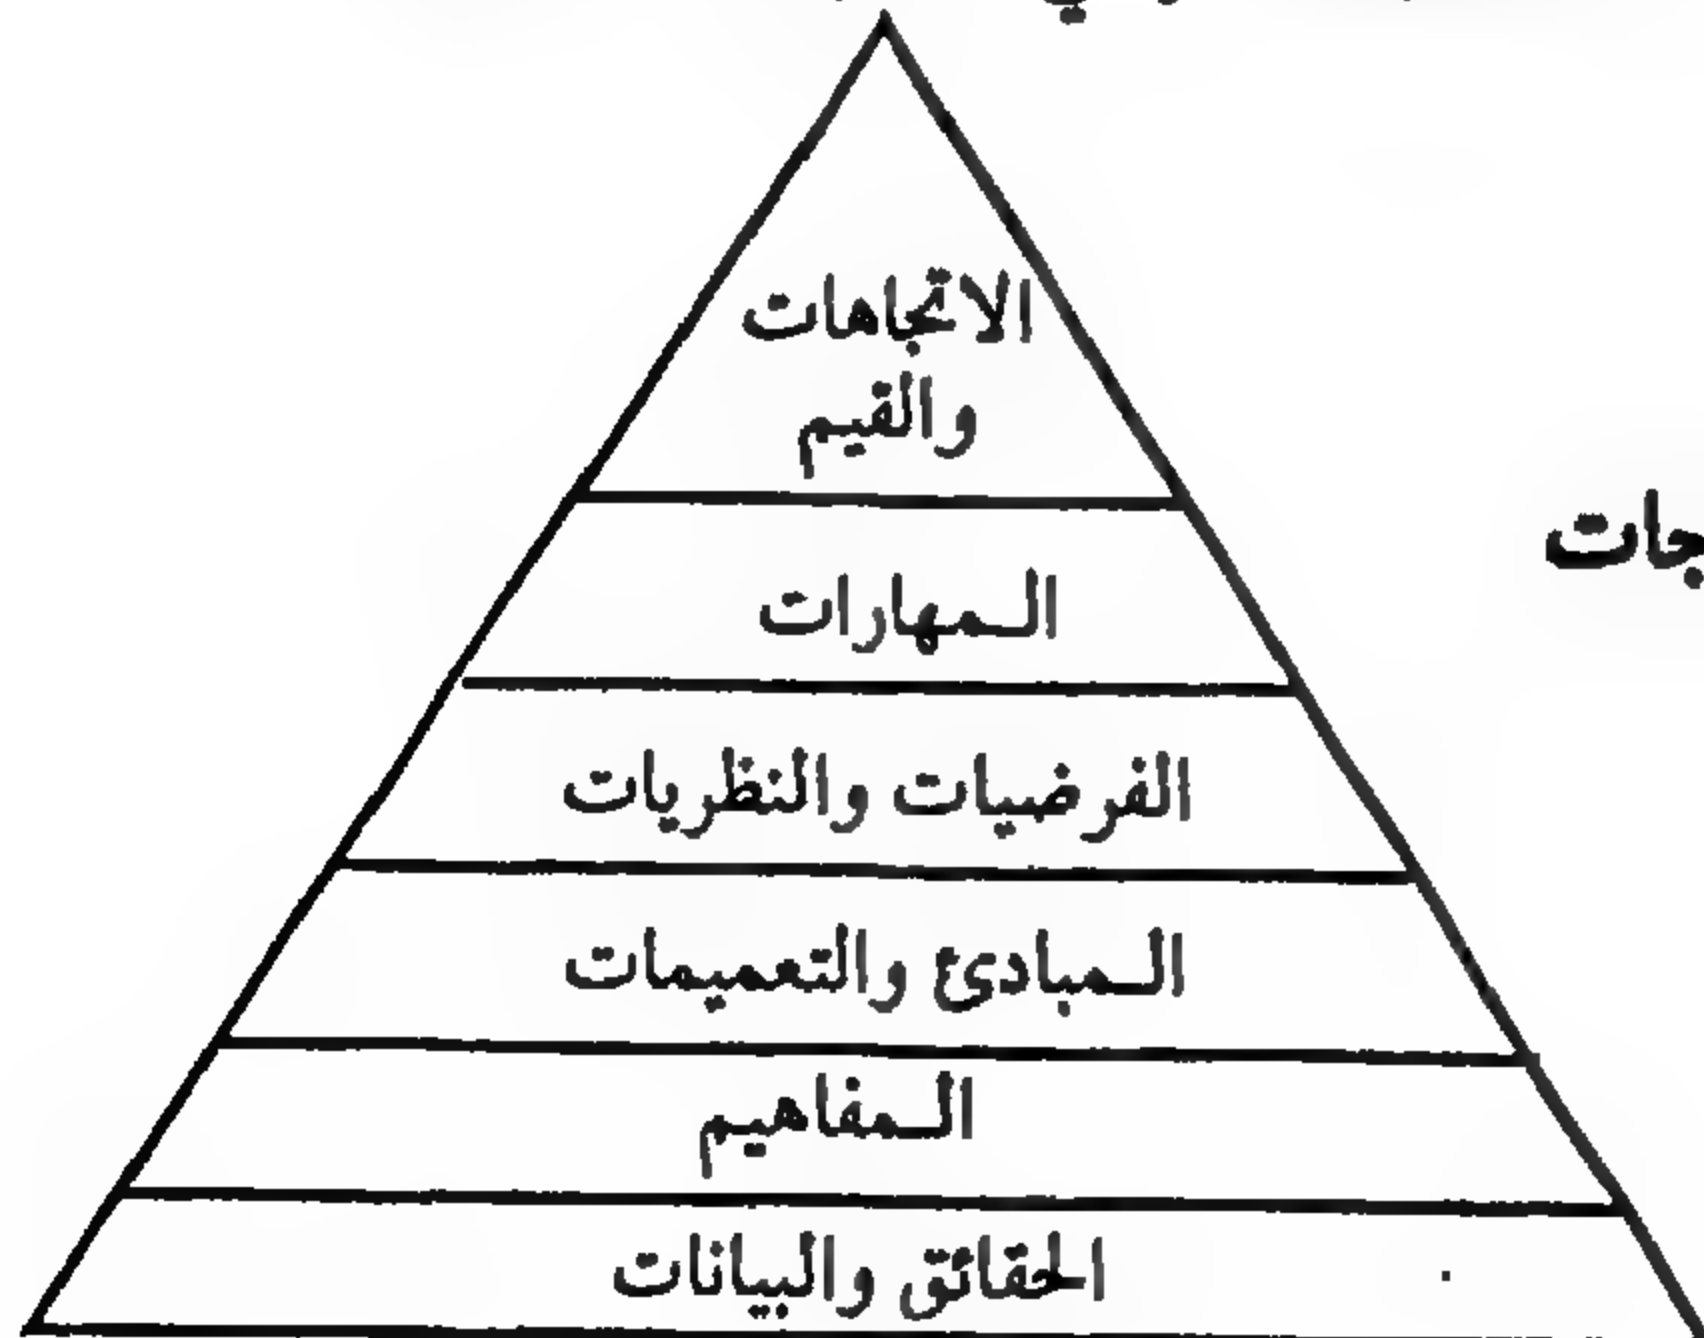 الاتجاهات
والقيم
المهارات
الفرضيات والنظريات
المبادئ والتعميمات
المفاهيم
الحقائق والبيانات